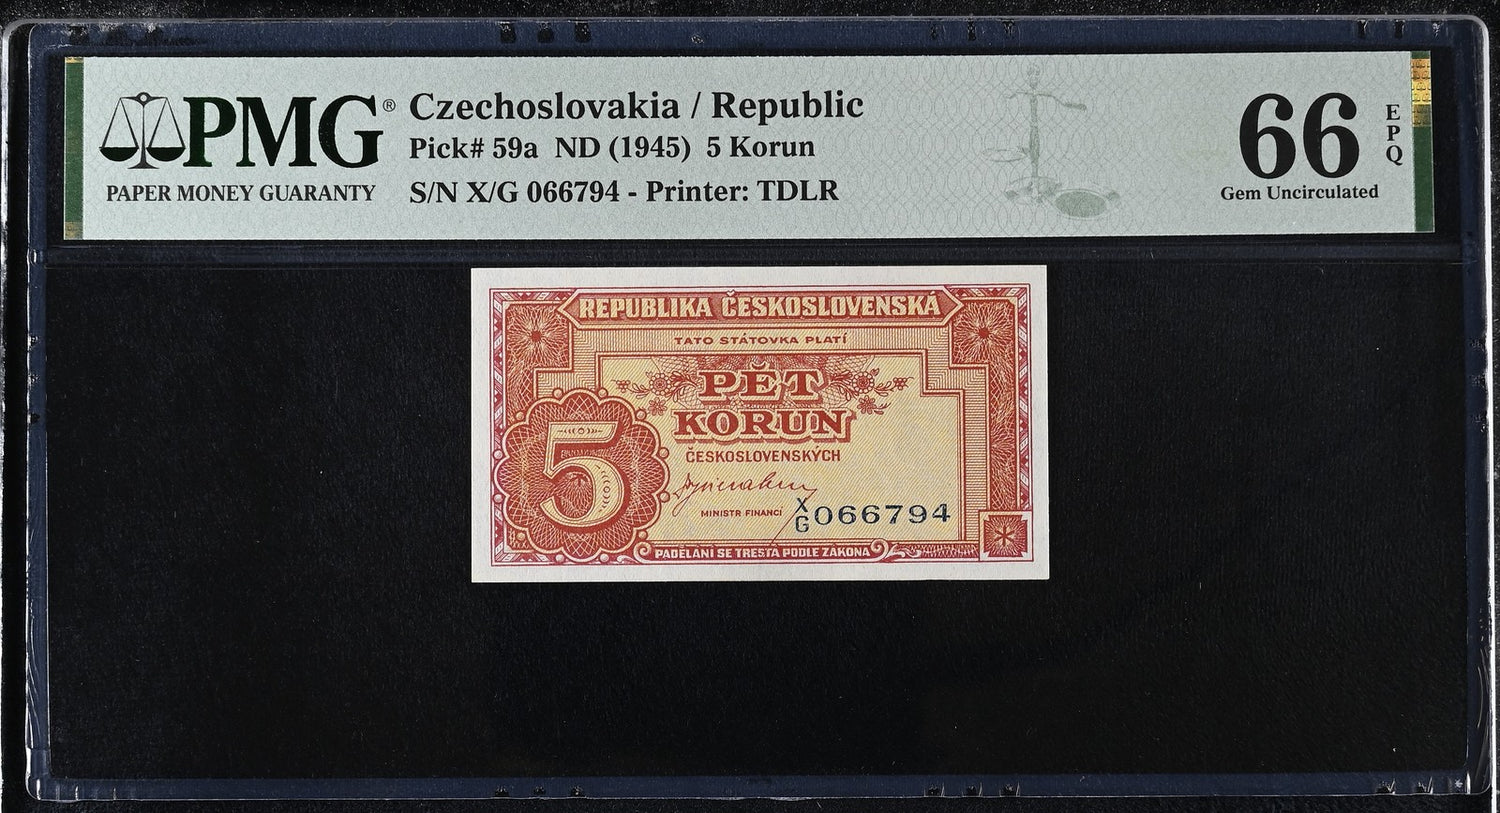 PMG®
PAPER MONEY GUARANTY
Czechoslovakia / Republic
Pick# 59a ND (1945) 5 Korun
S/N X/G 066794 - Printer: TDLR
66 EPQ
Gem Uncirculated
REPUBLIKA ČESKOSLOVENSKÁ
TATO STÁTOVKA PLATÍ
PĚT
KORUN
ČESKOSLOVENSKÝCH
5
MINISTR FINANCÍ
X/G 066794
PADĚLÁNÍ SE TRESTÁ PODLE ZÁKONA